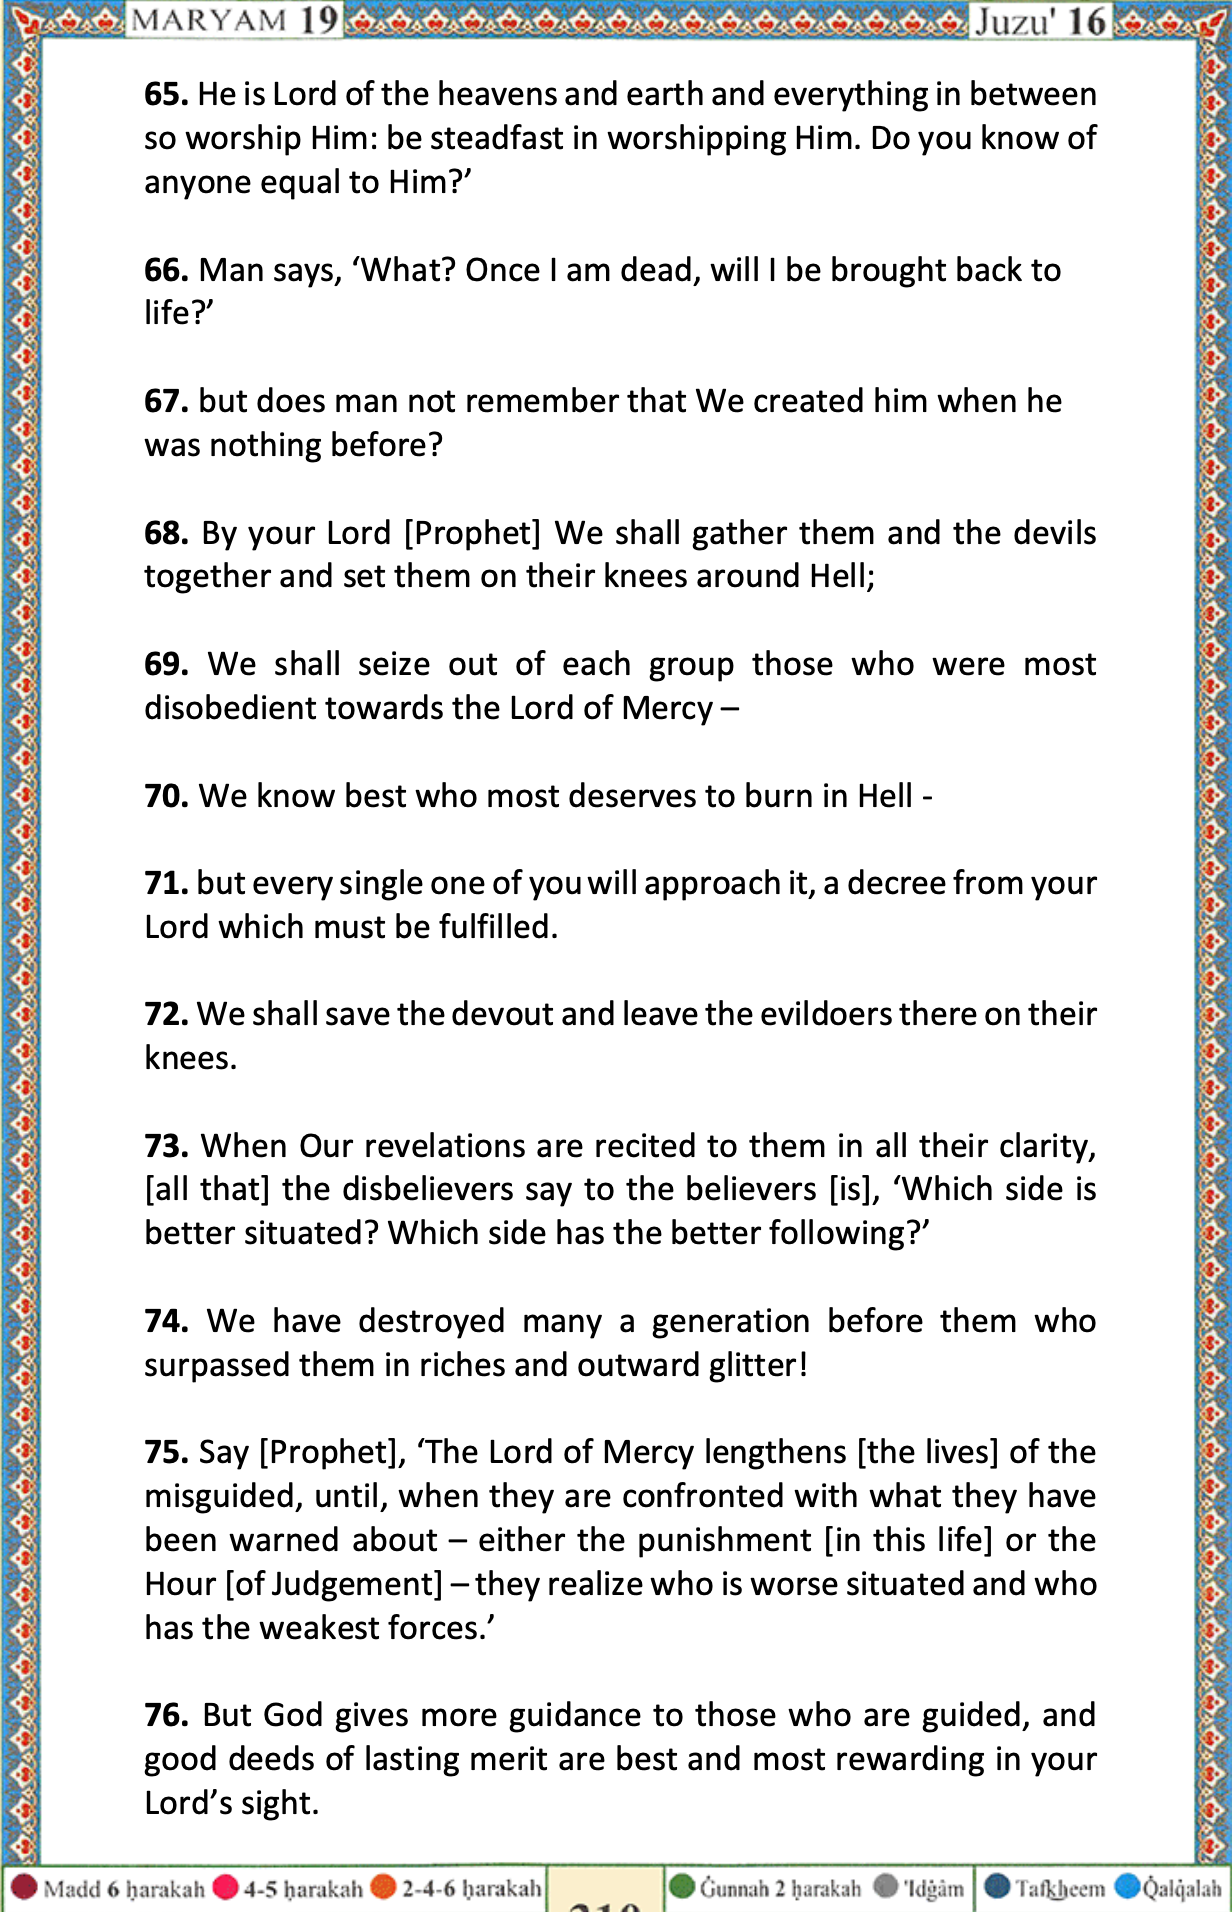 MARYAM 19
Juzu' 16
65. He is Lord of the heavens and earth and everything in between
so worship Him: be steadfast in worshipping Him. Do you know of
anyone equal to Him?’
66. Man says, ‘What? Once I am dead, will I be brought back to
life?’
67. but does man not remember that We created him when he
was nothing before?
68. By your Lord [Prophet] We shall gather them and the devils
together and set them on their knees around Hell;
69. We shall seize out of each group those who were most
disobedient towards the Lord of Mercy –
70. We know best who most deserves to burn in Hell -
71. but every single one of you will approach it, a decree from your
Lord which must be fulfilled.
72. We shall save the devout and leave the evildoers there on their
knees.
73. When Our revelations are recited to them in all their clarity,
[all that] the disbelievers say to the believers [is], ‘Which side is
better situated? Which side has the better following?’
74. We have destroyed many a generation before them who
surpassed them in riches and outward glitter!
75. Say [Prophet], ‘The Lord of Mercy lengthens [the lives] of the
misguided, until, when they are confronted with what they have
been warned about – either the punishment [in this life] or the
Hour [of Judgement] – they realize who is worse situated and who
has the weakest forces.’
76. But God gives more guidance to those who are guided, and
good deeds of lasting merit are best and most rewarding in your
Lord’s sight.
Madd 6 ḥarakah 4-5 ḥarakah 2-4-6 ḥarakah
Ġunnah 2 ḥarakah 'Idġâm Tafkheem Qalqalah